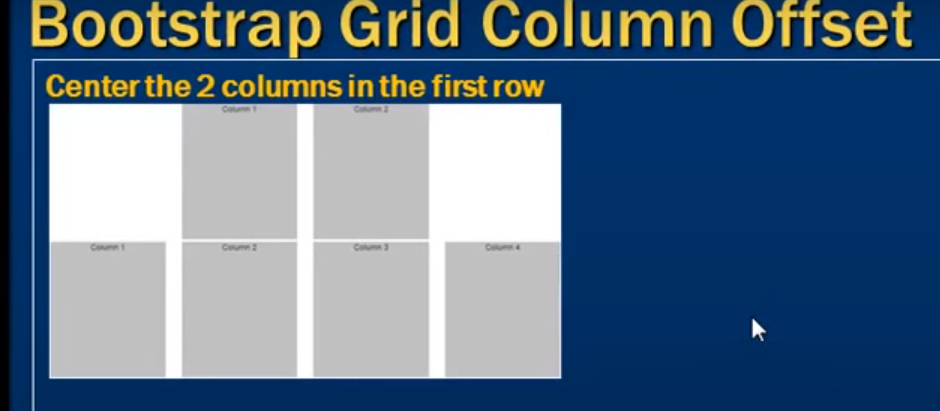 Bootstrap Grid Column Offset
Center the 2 columns in the first row
Column 1 Column 2
Column 1 Column 2 Column 3 Column 4